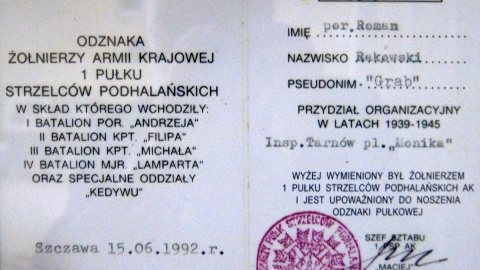 ODZNAKA
ŻOŁNIERZY ARMII KRAJOWEJ
1 PUŁKU
STRZELCÓW PODHALAŃSKICH
W SKŁAD KTÓREGO WCHODZIŁY:
I BATALION POR. „ANDRZEJA”
II BATALION KPT. „FILIPA”
III BATALION KPT. „MICHAŁA”
IV BATALION MJR. „LAMPARTA”
ORAZ SPECJALNE ODDZIAŁY
„KEDYWU”
Szczawa 15.06.1992.r.
IMIĘ por.Roman
NAZWISKO Rakowski
PSEUDONIM - "Grab"
PRZYDZIAŁ ORGANIZACYJNY
W LATACH 1939-1945
Insp.Tarnów pl.„Monika"
WYŻEJ WYMIENIONY BYŁ ŻOŁNIERZEM
1 PUŁKU STRZELCÓW PODHALAŃSKICH AK
I JEST UPOWAŻNIONY DO NOSZENIA
ODZNAKI PUŁKOWEJ
SZEF SZTABU
1 PSP AK
„MACIEJ”
PUŁK STRZELCÓW